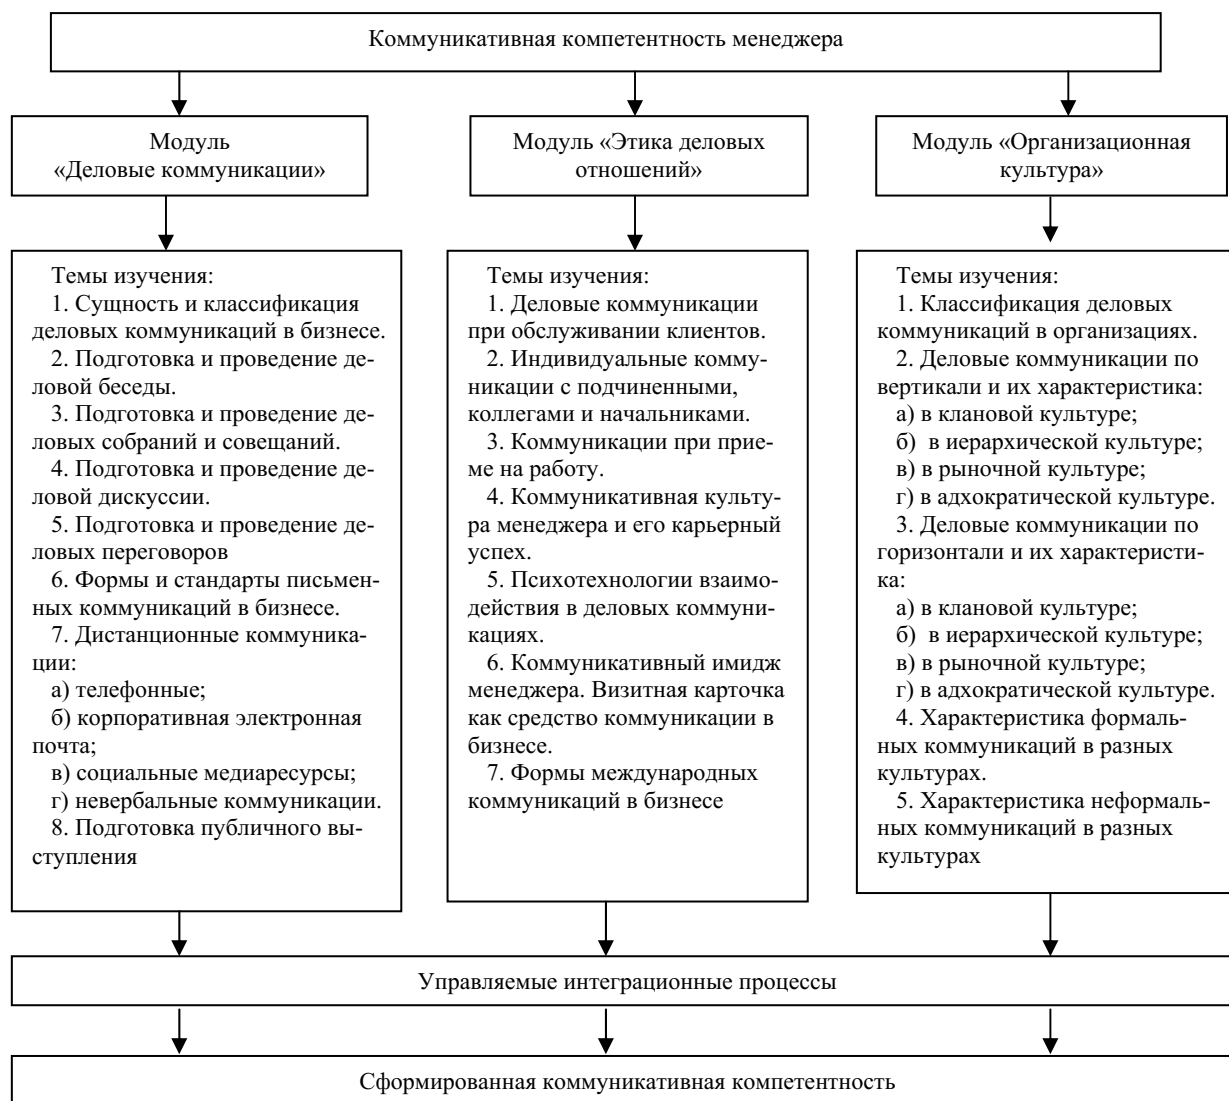 Коммуникативная компетентность менеджера
Модуль
«Деловые коммуникации»
Модуль «Этика деловых
отношений»
Модуль «Организационная
культура»
Темы изучения:
1. Сущность и классификация
деловых коммуникаций в бизнесе.
2. Подготовка и проведение де-
ловой беседы.
3. Подготовка и проведение де-
ловых собраний и совещаний.
4. Подготовка и проведение де-
ловой дискуссии.
5. Подготовка и проведение де-
ловых переговоров
6. Формы и стандарты письмен-
ных коммуникаций в бизнесе.
7. Дистанционные коммуника-
ции:
а) телефонные;
б) корпоративная электронная
почта;
в) социальные медиаресурсы;
г) невербальные коммуникации.
8. Подготовка публичного вы-
ступления
Темы изучения:
1. Деловые коммуникации
при обслуживании клиентов.
2. Индивидуальные комму-
никации с подчиненными,
коллегами и начальниками.
3. Коммуникации при прие-
ме на работу.
4. Коммуникативная культу-
ра менеджера и его карьерный
успех.
5. Психотехнологии взаимо-
действия в деловых коммуни-
кациях.
6. Коммуникативный имидж
менеджера. Визитная карточка
как средство коммуникации в
бизнесе.
7. Формы международных
коммуникаций в бизнесе
Темы изучения:
1. Классификация деловых
коммуникаций в организациях.
2. Деловые коммуникации по
вертикали и их характеристика:
а) в клановой культуре;
б) в иерархической культуре;
в) в рыночной культуре;
г) в адхократической культуре.
3. Деловые коммуникации по
горизонтали и их характеристи-
ка:
а) в клановой культуре;
б) в иерархической культуре;
в) в рыночной культуре;
г) в адхократической культуре.
4. Характеристика формаль-
ных коммуникаций в разных
культурах.
5. Характеристика неформаль-
ных коммуникаций в разных
культурах
Управляемые интеграционные процессы
Сформированная коммуникативная компетентность